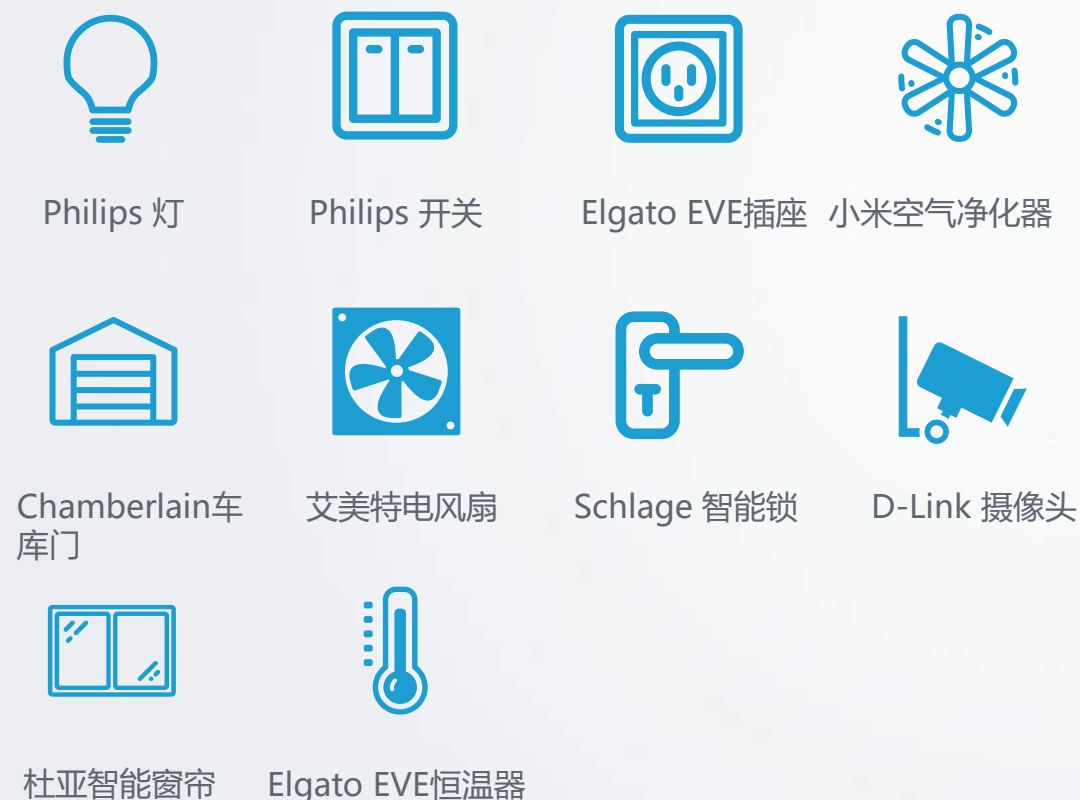 Philips 灯
Philips 开关
Elgato EVE插座
小米空气净化器
Chamberlain车
库门
艾美特电风扇
Schlage 智能锁
D-Link 摄像头
杜亚智能窗帘
Elgato EVE恒温器